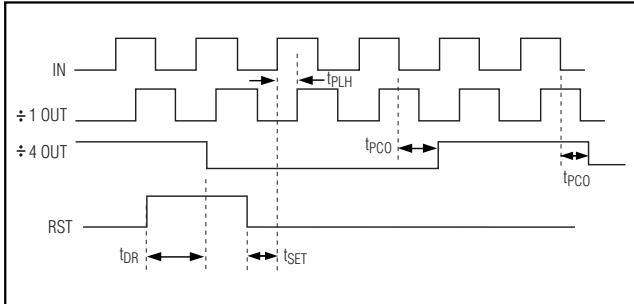 IN
tPLH
÷1 OUT
÷4 OUT
tPCO
tPCO
RST
tDR
tSET